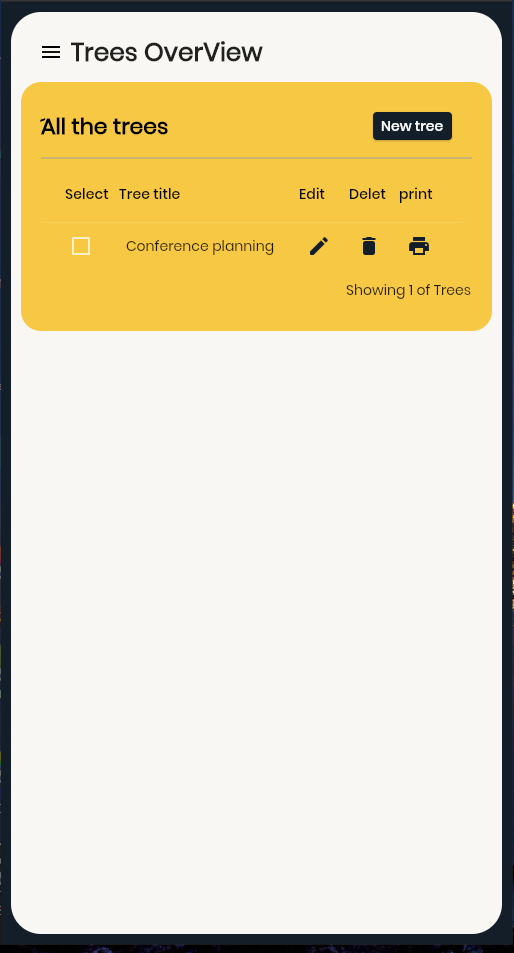 Trees OverView
All the trees
New tree
Select Tree title Edit Delet print
Conference planning
Showing 1 of Trees